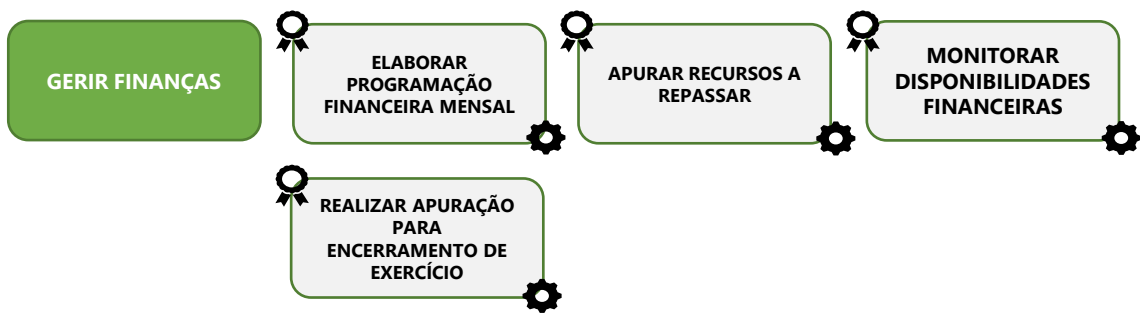 GERIR FINANÇAS
ELABORAR
PROGRAMAÇÃO
FINANCEIRA MENSAL
APURAR RECURSOS A
REPASSAR
MONITORAR
DISPONIBILIDADES
FINANCEIRAS
REALIZAR APURAÇÃO
PARA
ENCERRAMENTO DE
EXERCÍCIO